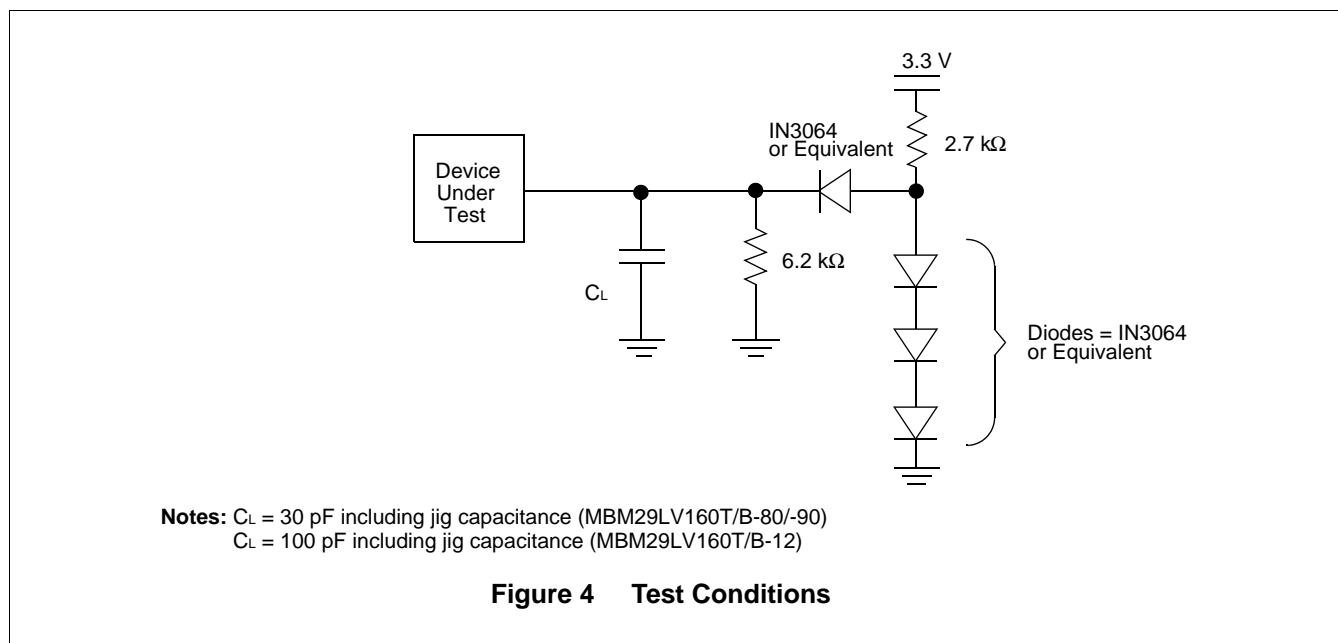 3.3 V
IN3064
or Equivalent
2.7 kΩ
Device
Under
Test
6.2 kΩ
CL
Diodes = IN3064
or Equivalent
Notes: CL = 30 pF including jig capacitance (MBM29LV160T/B-80/-90)
CL = 100 pF including jig capacitance (MBM29LV160T/B-12)
Figure 4 Test Conditions